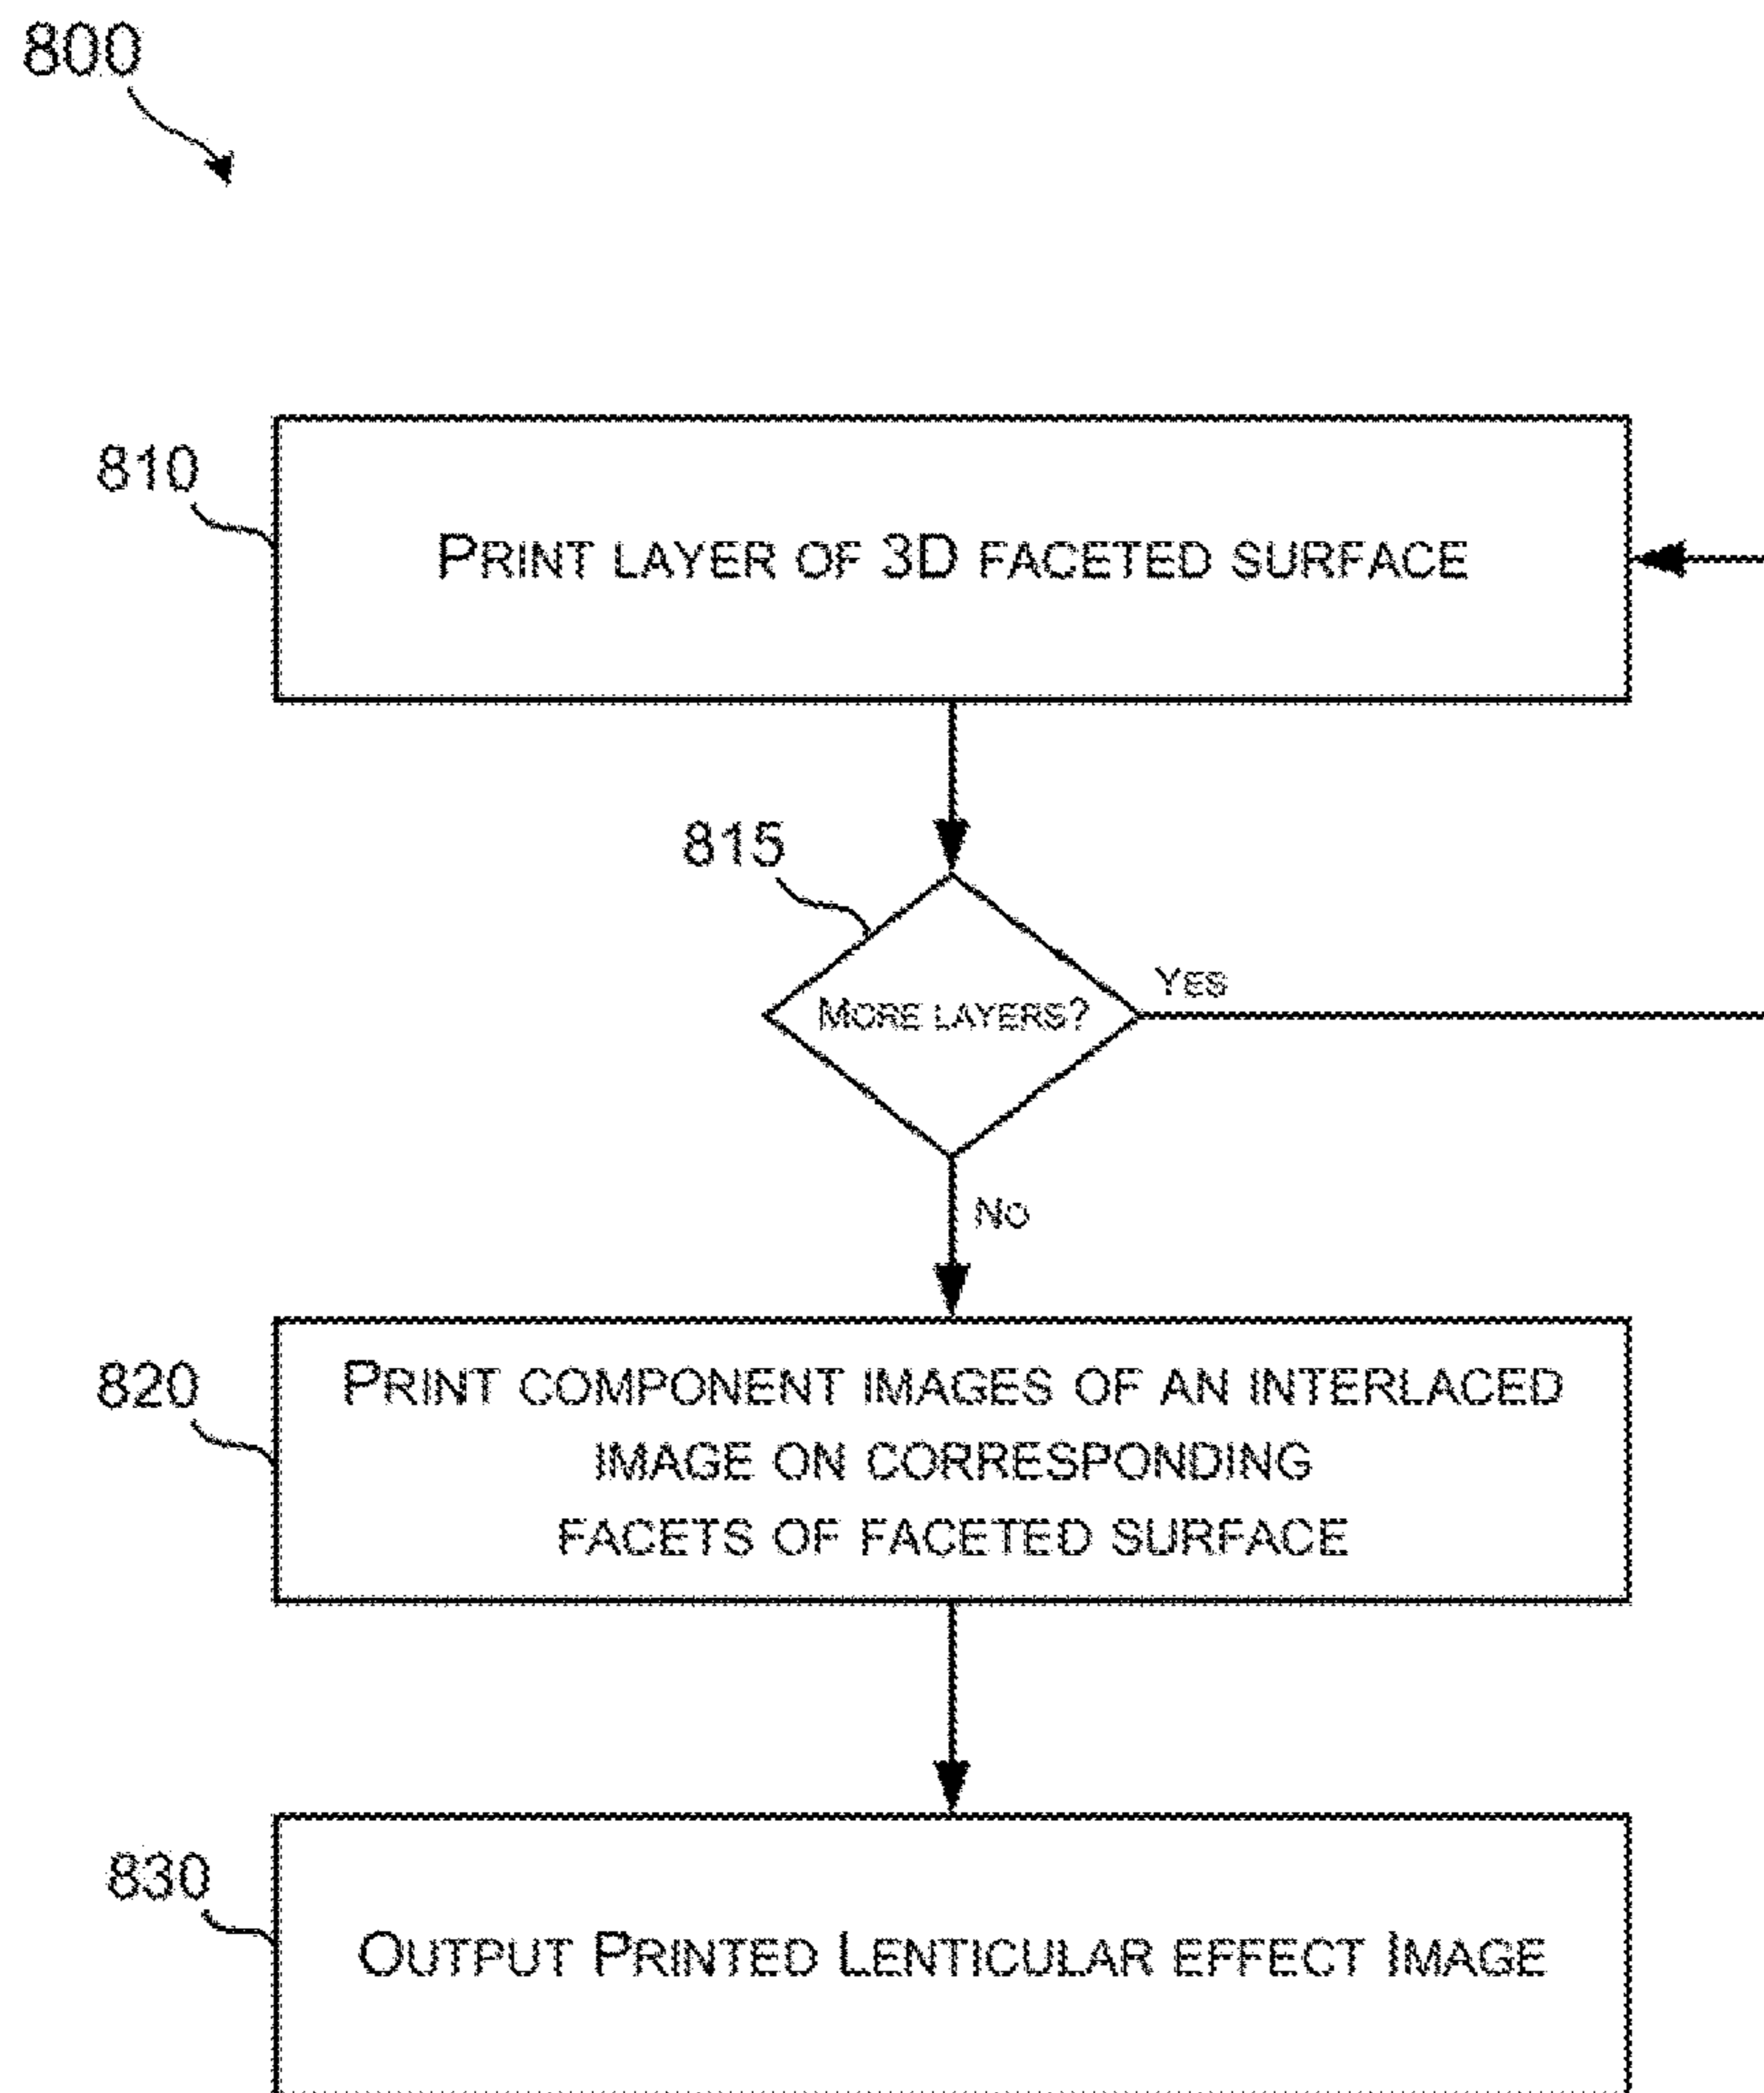 800
810
PRINT LAYER OF 3D FACETED SURFACE
815
MORE LAYERS?
YES
NO
820
PRINT COMPONENT IMAGES OF AN INTERLACED
IMAGE ON CORRESPONDING
FACETS OF FACETED SURFACE
830
OUTPUT PRINTED LENTICULAR EFFECT IMAGE